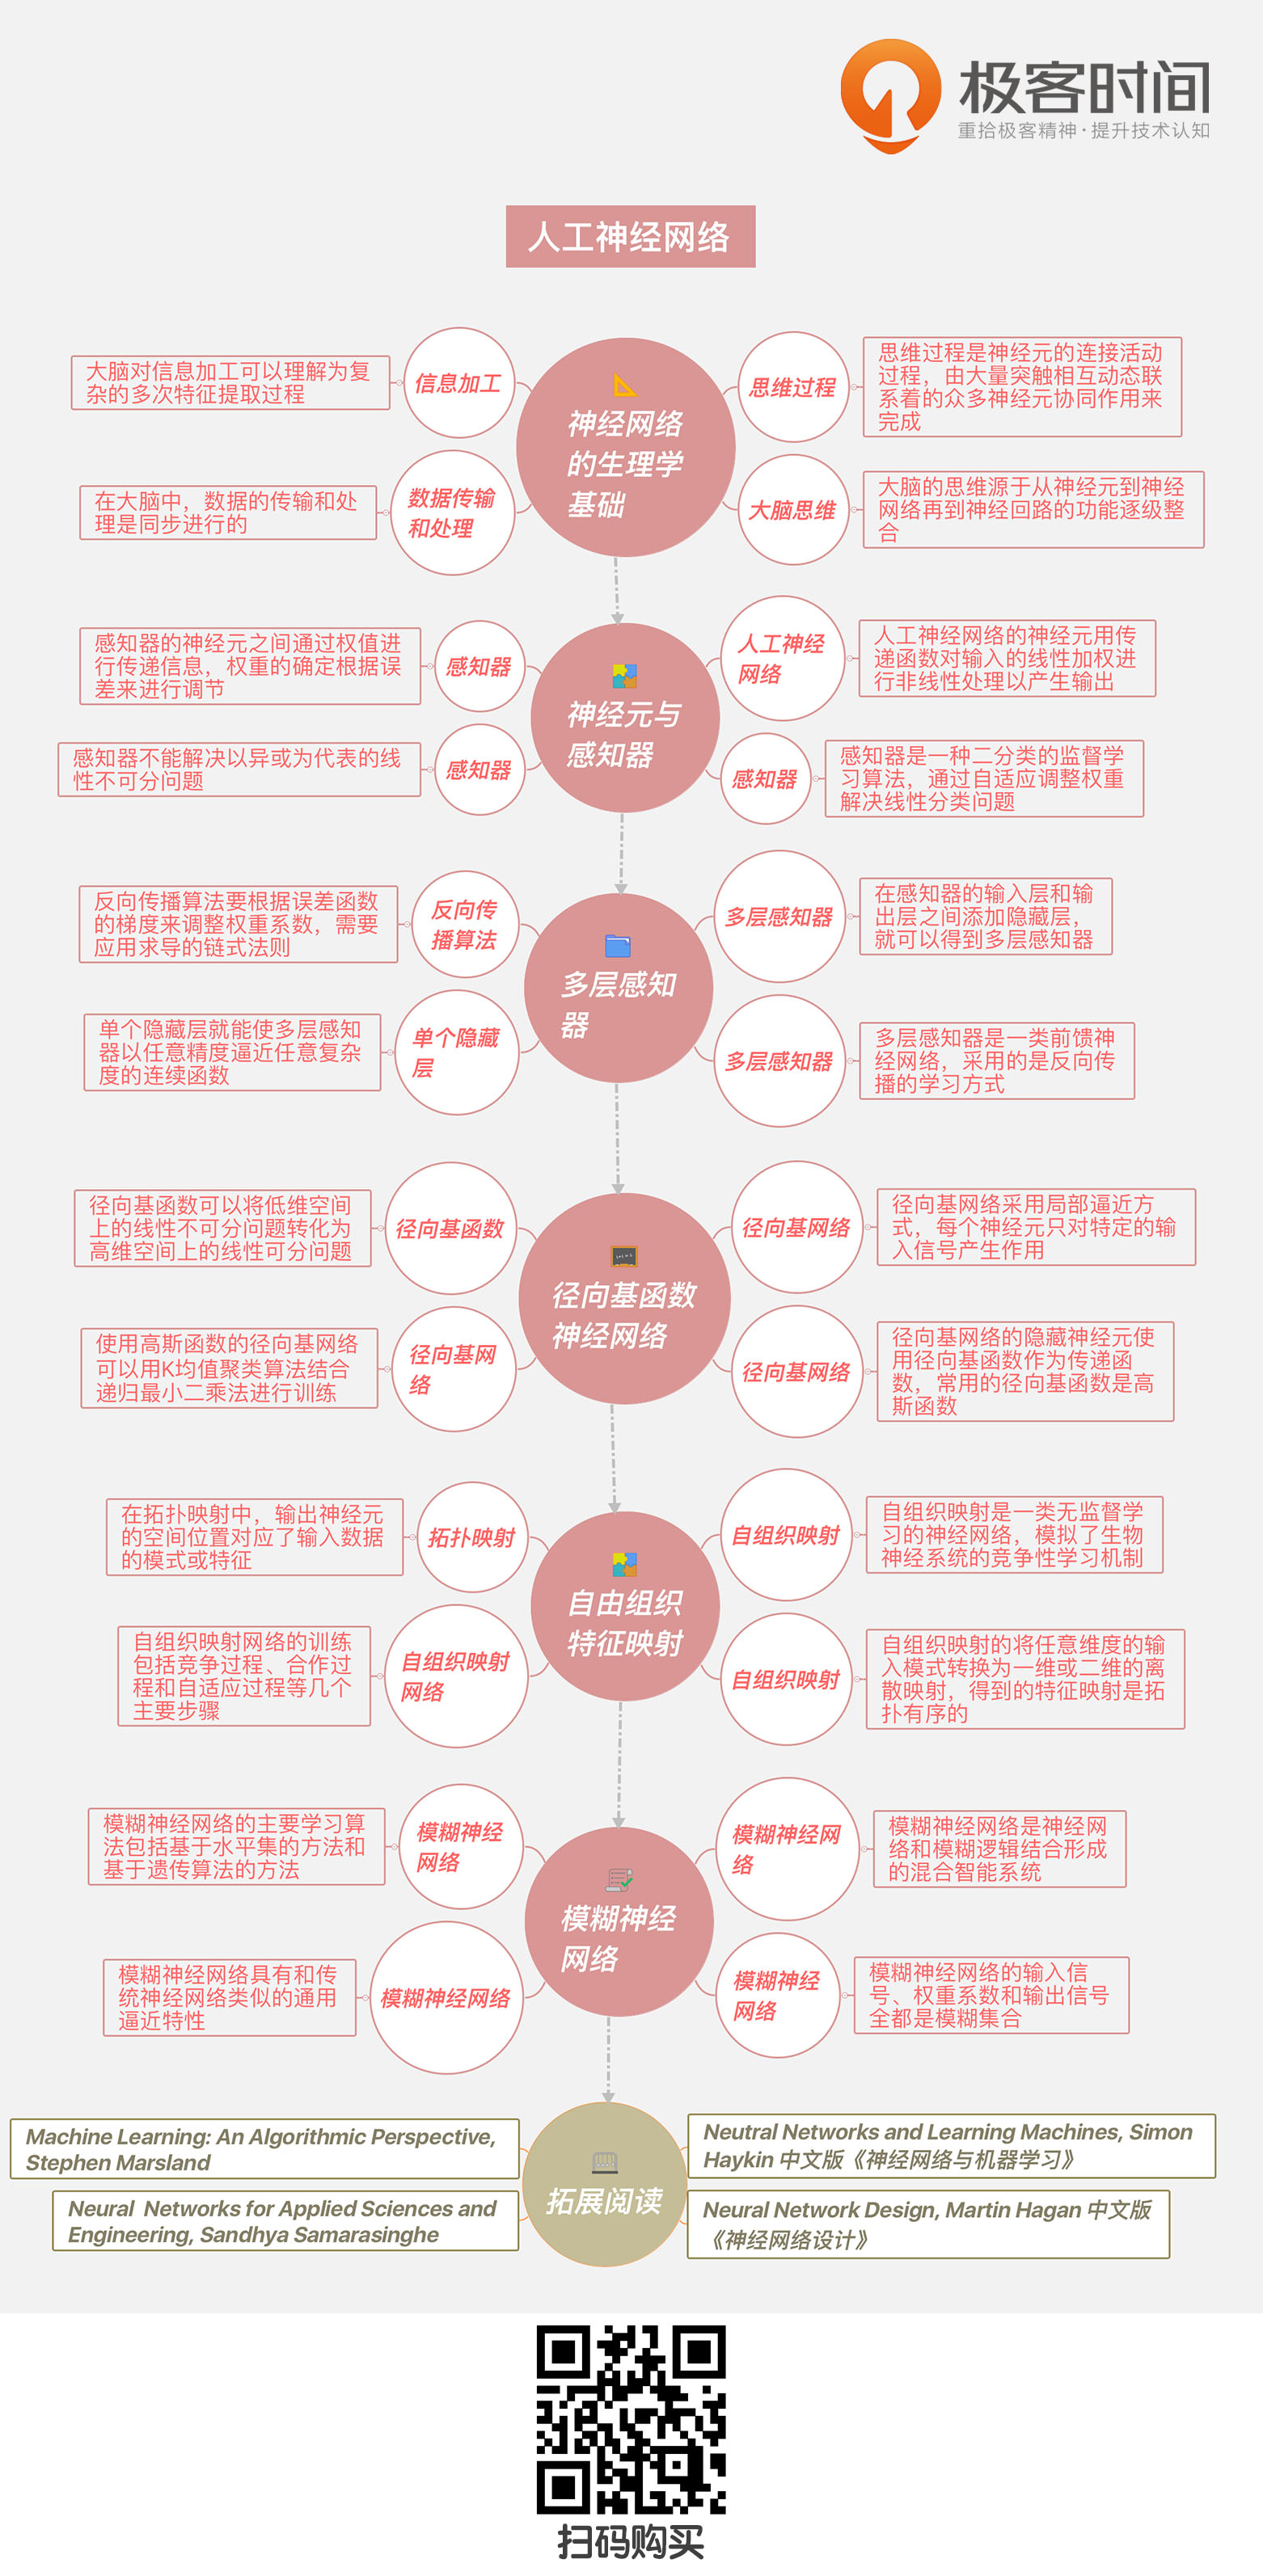 极客时间
重拾极客精神·提升技术认知
人工神经网络
神经网络
的生理学
基础
信息加工
大脑对信息加工可以理解为复
杂的多次特征提取过程
数据传输
和处理
在大脑中，数据的传输和处
理是同步进行的
思维过程
思维过程是神经元的连接活动
过程，由大量突触相互动态联
系着的众多神经元协同作用来
完成
大脑思维
大脑的思维源于从神经元到神经
网络再到神经回路的功能逐级整
合
神经元与
感知器
感知器
感知器的神经元之间通过权值进
行传递信息，权重的确定根据误
差来进行调节
感知器
感知器不能解决以异或为代表的线
性不可分问题
人工神经
网络
人工神经网络的神经元用传
递函数对输入的线性加权进
行非线性处理以产生输出
感知器
感知器是一种二分类的监督学
习算法，通过自适应调整权重
解决线性分类问题
多层感知
器
反向传
播算法
反向传播算法要根据误差函数
的梯度来调整权重系数，需要
应用求导的链式法则
单个隐藏
层
单个隐藏层就能使多层感知
器以任意精度逼近任意复杂
度的连续函数
多层感知器
在感知器的输入层和输
出层之间添加隐藏层，
就可以得到多层感知器
多层感知器
多层感知器是一类前馈神
经网络，采用的是反向传
播的学习方式
径向基函数
神经网络
径向基函数
径向基函数可以将低维空间
上的线性不可分问题转化为
高维空间上的线性可分问题
径向基网
络
使用高斯函数的径向基网络
可以用K均值聚类算法结合
递归最小二乘法进行训练
径向基网络
径向基网络采用局部逼近方
式，每个神经元只对特定的输
入信号产生作用
径向基网络
径向基网络的隐藏神经元使
用径向基函数作为传递函
数，常用的径向基函数是高
斯函数
自由组织
特征映射
拓扑映射
在拓扑映射中，输出神经元
的空间位置对应了输入数据
的模式或特征
自组织映射
网络
自组织映射网络的训练
包括竞争过程、合作过
程和自适应过程等几个
主要步骤
自组织映射
自组织映射是一类无监督学
习的神经网络，模拟了生物
神经系统的竞争性学习机制
自组织映射
自组织映射的将任意维度的输
入模式转换为一维或二维的离
散映射，得到的特征映射是拓
扑有序的
模糊神经
网络
模糊神经
网络
模糊神经网络的主要学习算
法包括基于水平集的方法和
基于遗传算法的方法
模糊神经网络
模糊神经网络具有和传
统神经网络类似的通用
逼近特性
模糊神经网
络
模糊神经网络是神经网
络和模糊逻辑结合形成
的混合智能系统
模糊神经
网络
模糊神经网络的输入信
号、权重系数和输出信号
全都是模糊集合
拓展阅读
Machine Learning: An Algorithmic Perspective,
Stephen Marsland
Neural Networks for Applied Sciences and
Engineering, Sandhya Samarasinghe
Neutral Networks and Learning Machines, Simon
Haykin 中文版《神经网络与机器学习》
Neural Network Design, Martin Hagan 中文版
《神经网络设计》
扫码购买